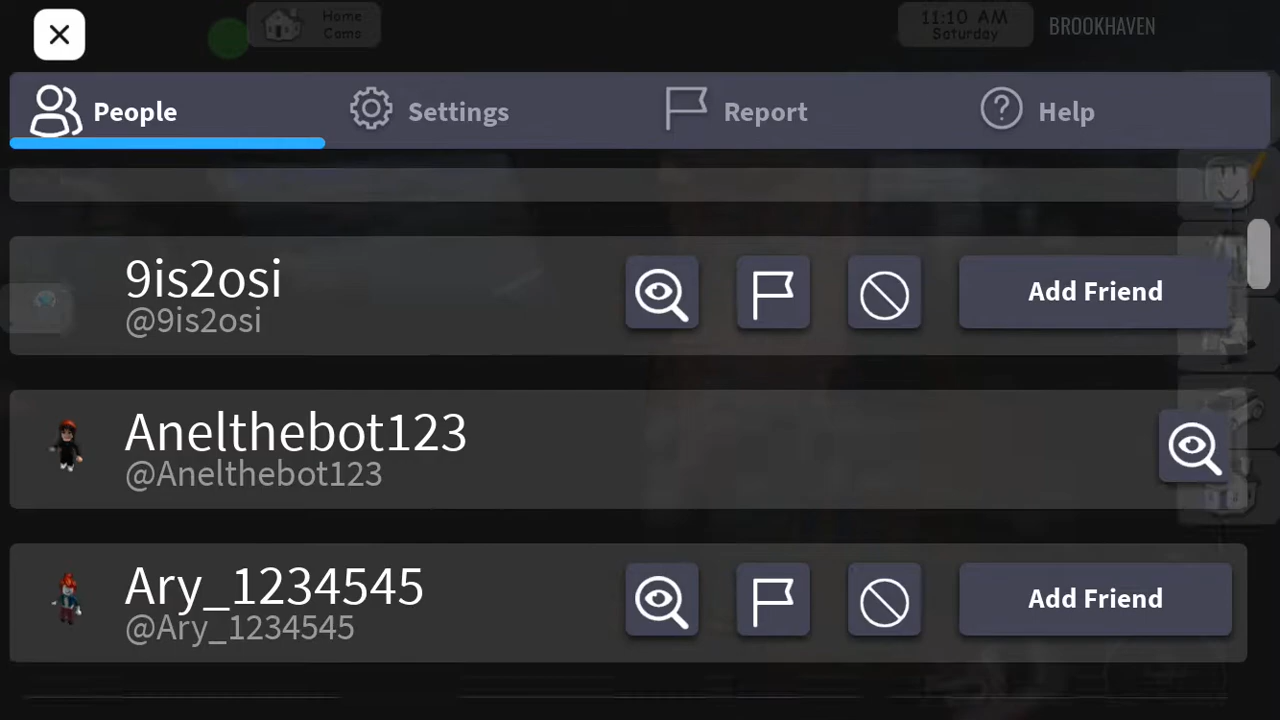 Home
Cams
11:10 AM
Saturday
BROOKHAVEN
People
Settings
Report
Help
9is2osi
@9is2osi
Add Friend
Anelthebot123
@Anelthebot123
Ary_1234545
@Ary_1234545
Add Friend